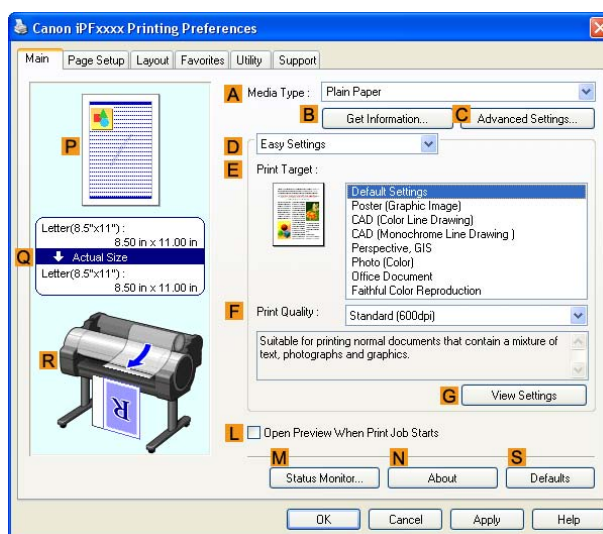 Canon iPFxxxx Printing Preferences
Main Page Setup Layout Favorites Utility Support
A Media Type : Plain Paper
B Get Information... C Advanced Settings...
P
D Easy Settings
E Print Target :
Default Settings
Poster (Graphic Image)
CAD (Color Line Drawing)
CAD (Monochrome Line Drawing )
Perspective, GIS
Photo (Color)
Office Document
Faithful Color Reproduction
Letter(8.5"x11") :
8.50 in x 11.00 in
Q Actual Size
Letter(8.5"x11") :
8.50 in x 11.00 in
F Print Quality : Standard (600dpi)
Suitable for printing normal documents that contain a mixture of
text, photographs and graphics.
R
R
G View Settings
L Open Preview When Print Job Starts
M Status Monitor... N About S Defaults
OK Cancel Apply Help